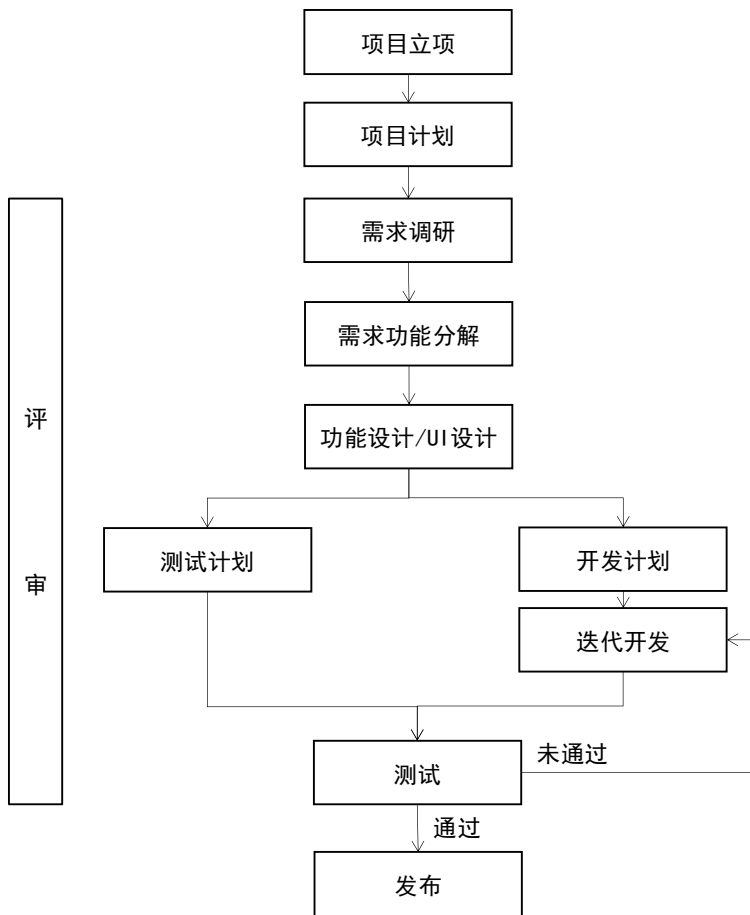 项目立项
项目计划
需求调研
需求功能分解
评
功能设计/UI设计
测试计划
开发计划
审
迭代开发
测试
未通过
通过
发布